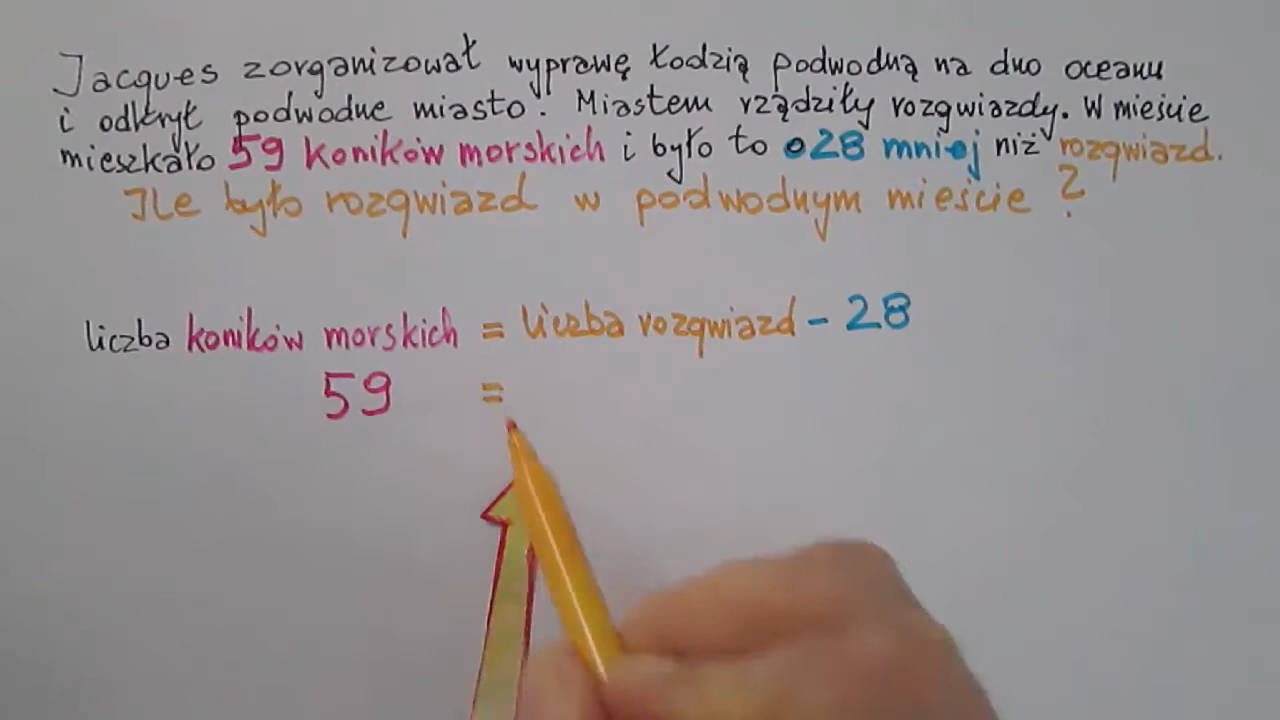 Jacques zorganizował wyprawę łodzią podwodną na dno oceanu
i odkrył podwodne miasto. Miastem rządziły rozgwiazdy. W mieście
mieszkało 59 koników morskich i było to o 28 mniej niż rozgwiazd.
Ile było rozgwiazd w podwodnym mieście?
liczba koników morskich = liczba rozgwiazd - 28
59 =